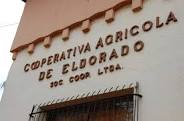 COOPERATIVA AGRICOLA
DE ELDORADO
SOC. COOP. LTDA.